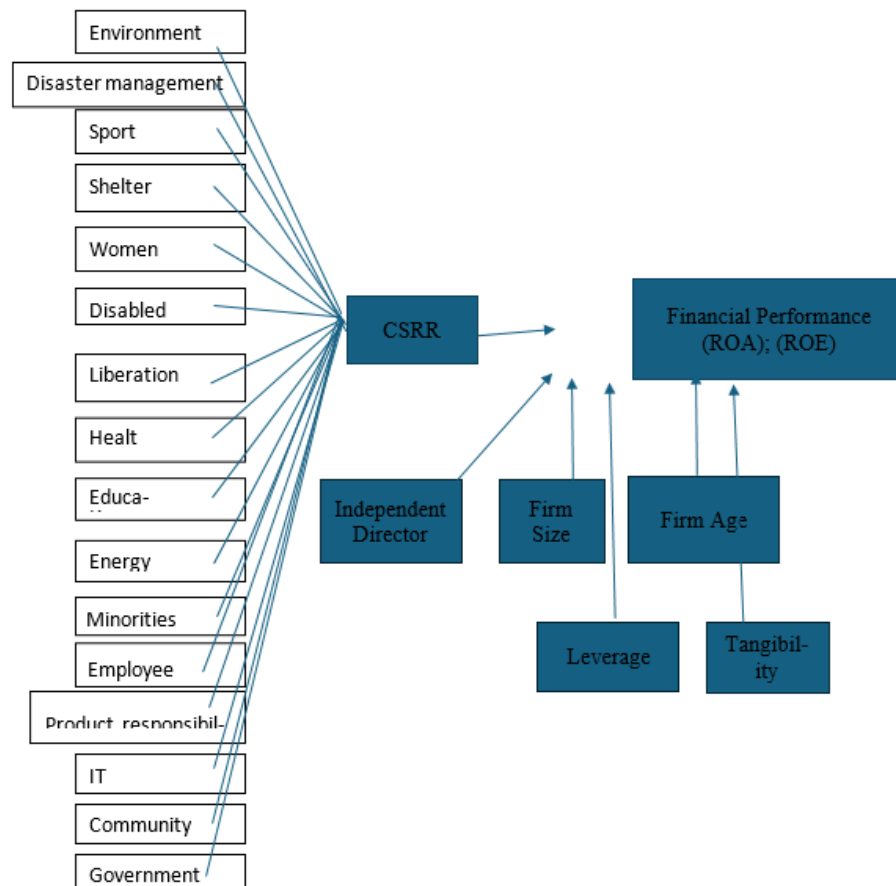 Environment
Disaster management
Sport
Shelter
Women
Disabled
Liberation
Healt
Educa-
Energy
Minorities
Employee
Product responsibil-
IT
Community
Government
CSRR
Financial Performance
(ROA); (ROE)
Independent
Director
Firm
Size
Firm Age
Leverage
Tangibil-
ity